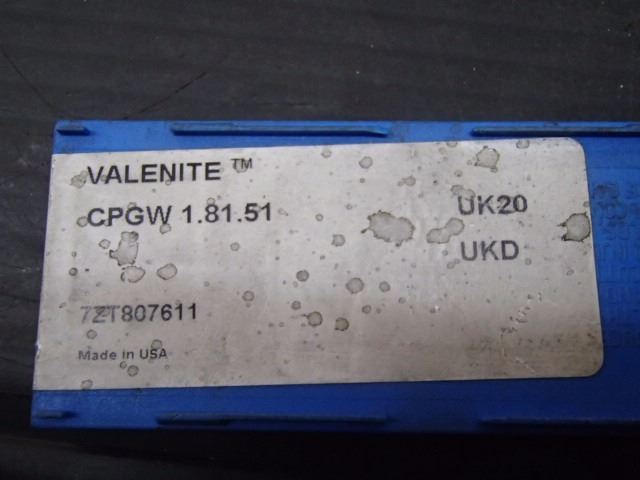 VALENITE ™
CPGW 1.81.51
UK20
UKD
7ZT807611
Made in USA